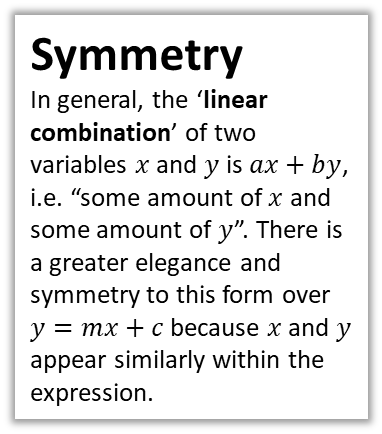 Symmetry
In general, the ‘linear
combination’ of two
variables 𝑥 and 𝑦 is 𝑎𝑥 + 𝑏𝑦,
i.e. “some amount of 𝑥 and
some amount of 𝑦”. There is
a greater elegance and
symmetry to this form over
𝑦 = 𝑚𝑥 + 𝑐 because 𝑥 and 𝑦
appear similarly within the
expression.